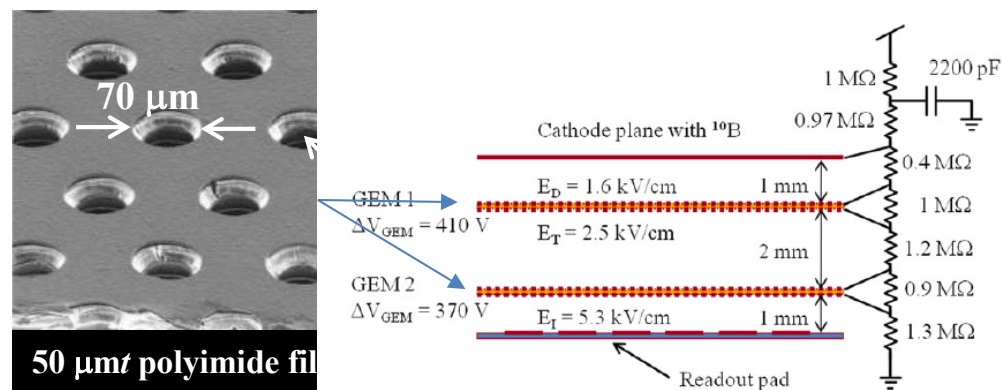 70 μm
50 μmt polyimide fil
1 MΩ
2200 pF
0.97 MΩ
Cathode plane with ¹⁰B
0.4 MΩ
E_D = 1.6 kV/cm
1 mm
GEM 1
1 MΩ
ΔV_GEM = 410 V
E_T = 2.5 kV/cm
2 mm
1.2 MΩ
GEM 2
0.9 MΩ
ΔV_GEM = 370 V
E_I = 5.3 kV/cm
1 mm
1.3 MΩ
Readout pad